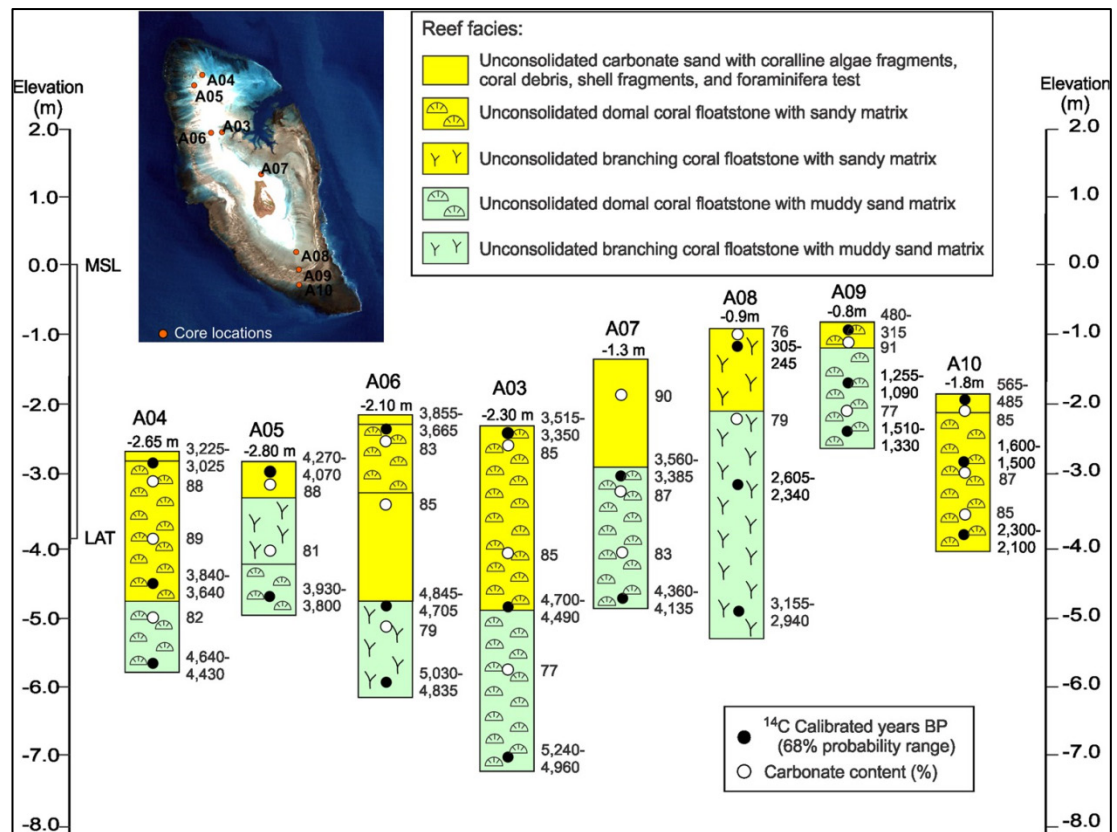 Elevation
(m)
2.0
1.0
0.0
-1.0
-2.0
-3.0
-4.0
-5.0
-6.0
-7.0
-8.0
MSL
LAT
A04
A05
A03
A06
A07
A08
A09
A10
Core locations
Reef facies:
Unconsolidated carbonate sand with coralline algae fragments,
coral debris, shell fragments, and foraminifera test
Unconsolidated domal coral floatstone with sandy matrix
Unconsolidated branching coral floatstone with sandy matrix
Unconsolidated domal coral floatstone with muddy sand matrix
Unconsolidated branching coral floatstone with muddy sand matrix
Elevation
(m)
2.0
1.0
0.0
-1.0
-2.0
-3.0
-4.0
-5.0
-6.0
-7.0
-8.0
A04
-2.65 m
3,225-
3,025
88
89
3,840-
3,640
82
4,640-
4,430
A05
-2.80 m
4,270-
4,070
88
81
3,930-
3,800
A06
-2.10 m
3,855-
3,665
83
85
4,845-
4,705
79
5,030-
4,835
A03
-2.30 m
3,515-
3,350
85
85
4,700-
4,490
77
5,240-
4,960
A07
-1.3 m
90
3,560-
3,385
87
83
4,360-
4,135
A08
-0.9m
76
305-
245
79
2,605-
2,340
3,155-
2,940
A09
-0.8m
480-
315
91
1,255-
1,090
77
1,510-
1,330
A10
-1.8m
565-
485
85
1,600-
1,500
87
85
2,300-
2,100
14C Calibrated years BP
(68% probability range)
Carbonate content (%)